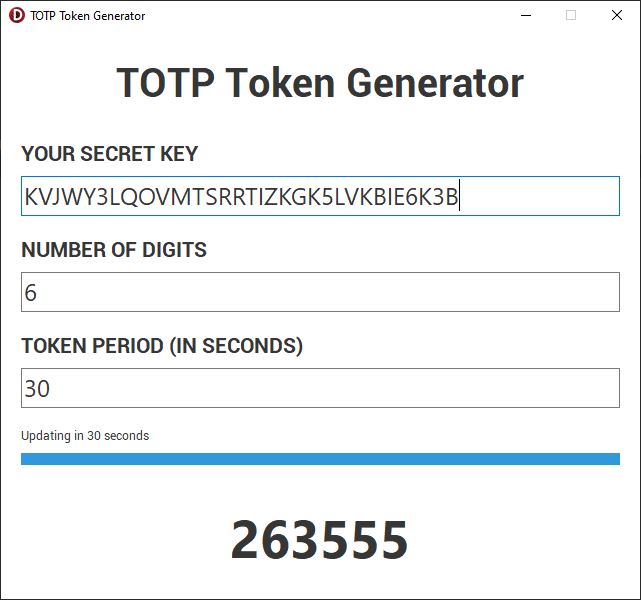 TOTP Token Generator
TOTP Token Generator
YOUR SECRET KEY
KVJWY3LQOVMTSRRTIZKGK5LVKBIE6K3B
NUMBER OF DIGITS
6
TOKEN PERIOD (IN SECONDS)
30
Updating in 30 seconds
263555